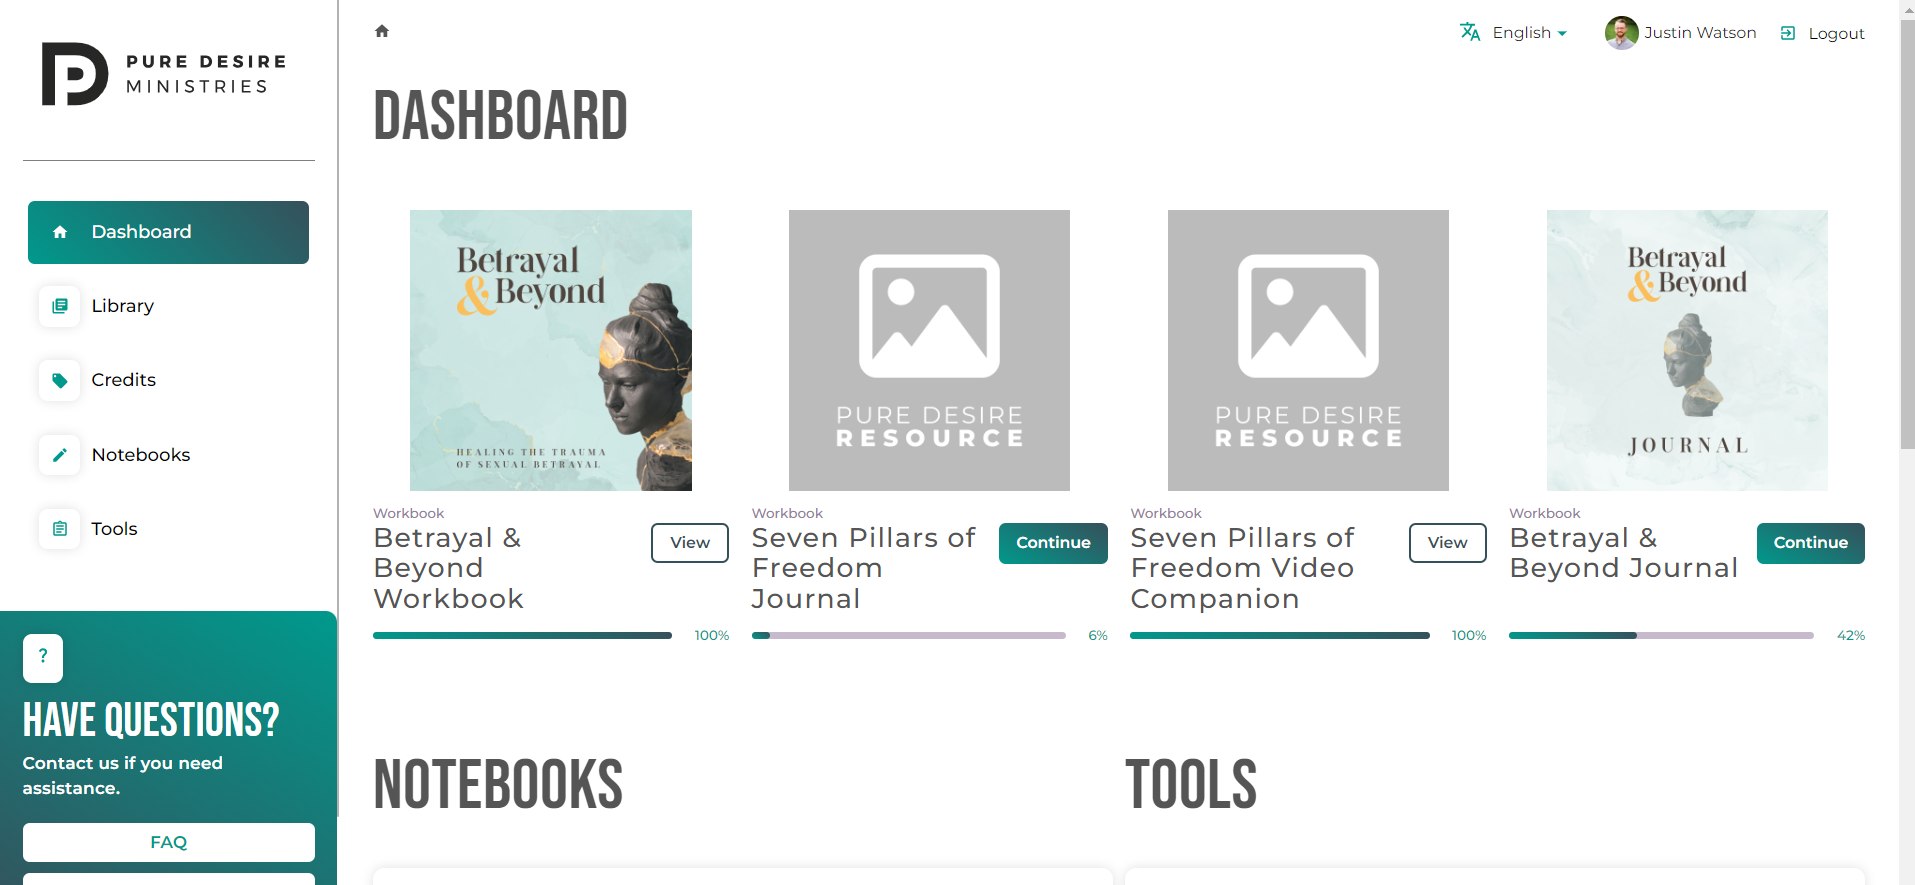 PURE DESIRE
MINISTRIES
Dashboard
Library
Credits
Notebooks
Tools
?
HAVE QUESTIONS?
Contact us if you need
assistance.
FAQ
English
Justin Watson
Logout
DASHBOARD
Betrayal
& Beyond
HEALING THE TRAUMA
OF SEXUAL BETRAYAL
Workbook
Betrayal &
Beyond
Workbook
View
100%
PURE DESIRE
RESOURCE
Workbook
Seven Pillars of
Freedom
Journal
Continue
6%
PURE DESIRE
RESOURCE
Workbook
Seven Pillars of
Freedom Video
Companion
View
100%
Betrayal
& Beyond
JOURNAL
Workbook
Betrayal &
Beyond Journal
Continue
42%
NOTEBOOKS
TOOLS